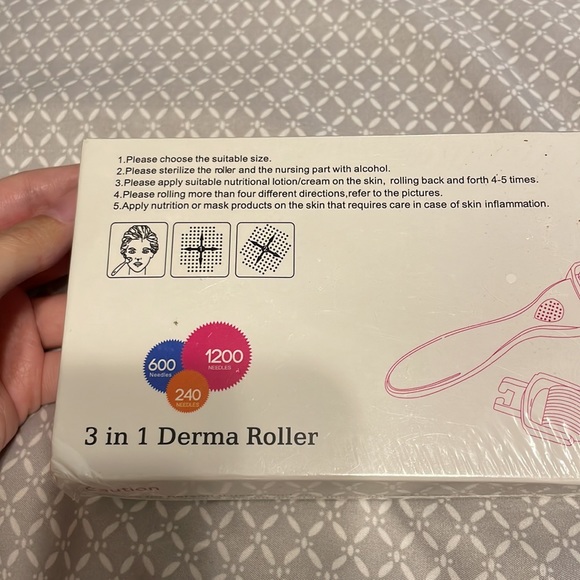 1.Please choose the suitable size.
2.Please sterilize the roller and the nursing part with alcohol.
3.Please apply suitable nutritional lotion/cream on the skin, rolling back and forth 4-5 times.
4.Please rolling more than four different directions,refer to the pictures.
5.Apply nutrition or mask products on the skin that requires care in case of skin inflammation.
600
Needles
1200
NEEDLES
240
NEEDLES
3 in 1 Derma Roller
Caution